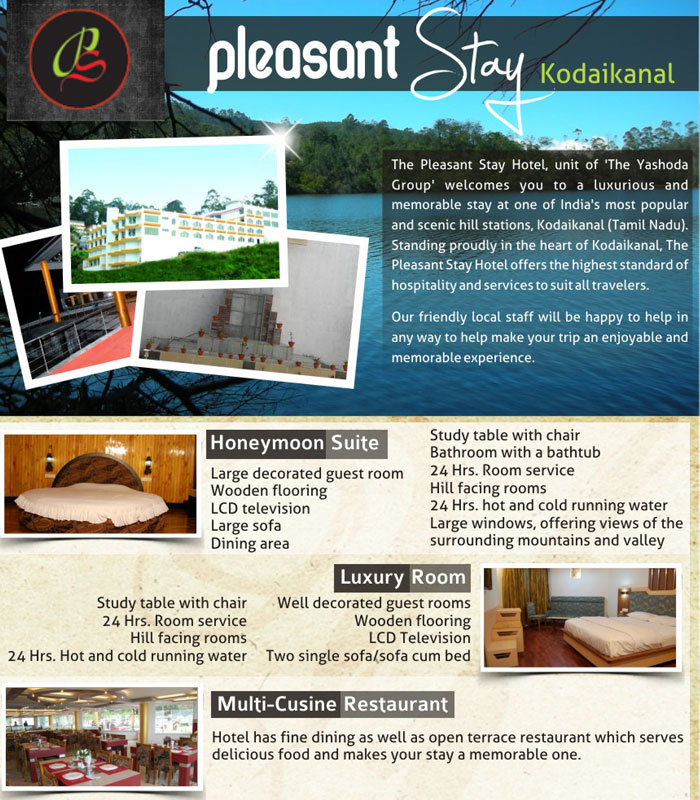 PS
pleasant Stay Kodaikanal
The Pleasant Stay Hotel, unit of 'The Yashoda
Group' welcomes you to a luxurious and
memorable stay at one of India's most popular
and scenic hill stations, Kodaikanal (Tamil Nadu).
Standing proudly in the heart of Kodaikanal, The
Pleasant Stay Hotel offers the highest standard of
hospitality and services to suit all travelers.
Our friendly local staff will be happy to help in
any way to help make your trip an enjoyable and
memorable experience.
Honeymoon Suite
Large decorated guest room
Wooden flooring
LCD television
Large sofa
Dining area
Study table with chair
Bathroom with a bathtub
24 Hrs. Room service
Hill facing rooms
24 Hrs. hot and cold running water
Large windows, offering views of the
surrounding mountains and valley
Luxury Room
Study table with chair
24 Hrs. Room service
Hill facing rooms
24 Hrs. Hot and cold running water
Well decorated guest rooms
Wooden flooring
LCD Television
Two single sofa/sofa cum bed
Multi-Cusine Restaurant
Hotel has fine dining as well as open terrace restaurant which serves
delicious food and makes your stay a memorable one.